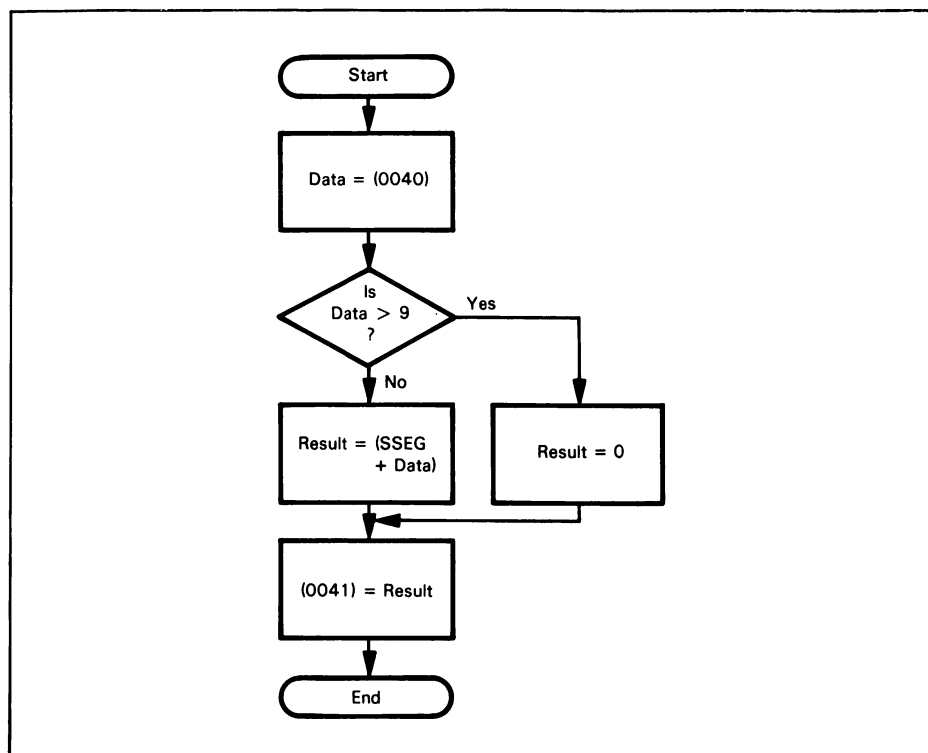 Start
Data = (0040)
Is
Data > 9
?
Yes
No
Result = (SSEG
+ Data)
Result = 0
(0041) = Result
End